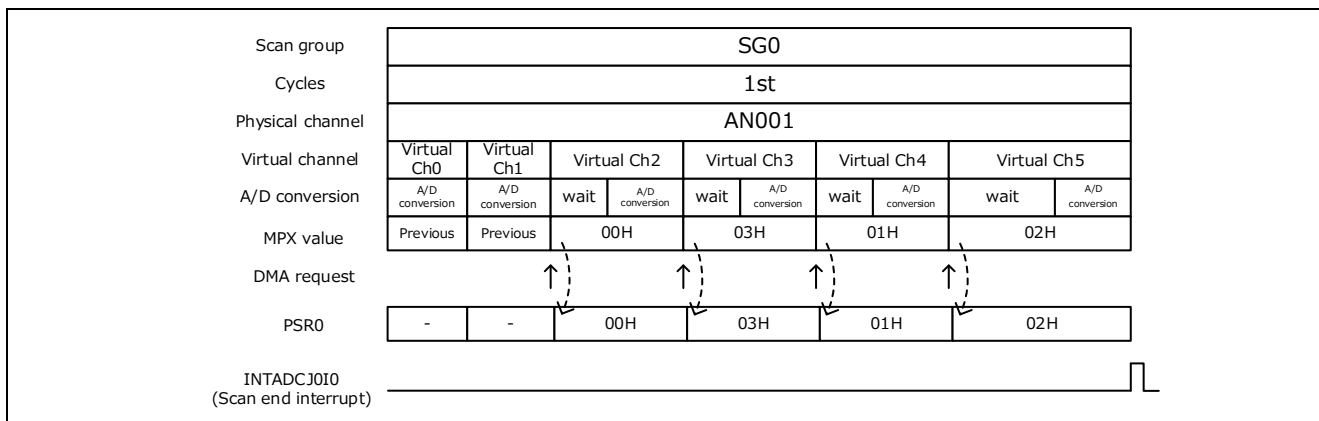 Scan group SG0
Cycles 1st
Physical channel AN001
Virtual channel Virtual Ch0 Virtual Ch1 Virtual Ch2 Virtual Ch3 Virtual Ch4 Virtual Ch5
A/D conversion A/D conversion A/D conversion wait A/D conversion wait A/D conversion wait A/D conversion wait A/D conversion
MPX value Previous Previous 00H 03H 01H 02H
DMA request
PSR0 - - 00H 03H 01H 02H
INTADCJ0I0
(Scan end interrupt)